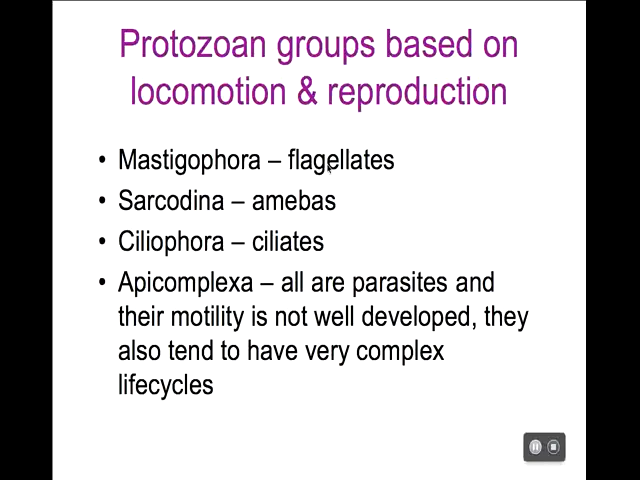 Protozoan groups based on
locomotion & reproduction
• Mastigophora – flagellates
• Sarcodina – amebas
• Ciliophora – ciliates
• Apicomplexa – all are parasites and
their motility is not well developed, they
also tend to have very complex
lifecycles